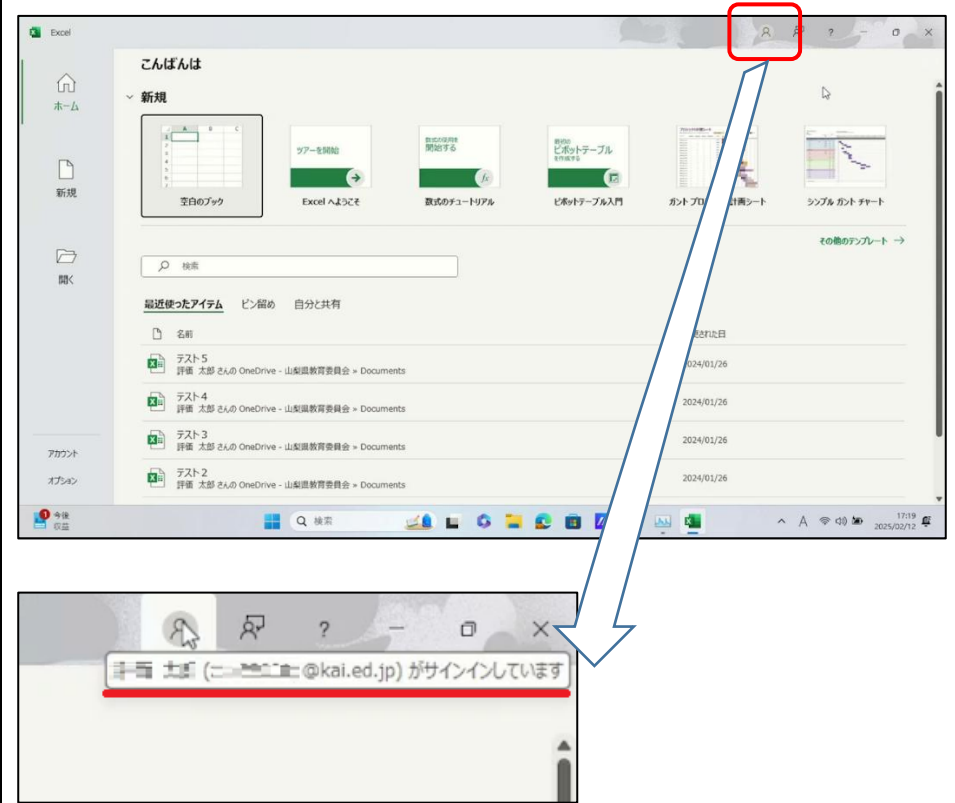 Excel
こんばんは
ホーム
新規
新規
ツアーを開始
数式の使用を
開始する
fx
最初の
ピボットテーブル
を作成する
空白のブック
Excel へようこそ
数式のチュートリアル
ピボットテーブル入門
シンプル ガント チャート
その他のテンプレート →
開く
検索
最近使ったアイテム ピン留め 自分と共有
名前
テスト5
2024/01/26
評価 太郎 さんの OneDrive - 山梨県教育委員会 » Documents
テスト4
2024/01/26
評価 太郎 さんの OneDrive - 山梨県教育委員会 » Documents
テスト3
2024/01/26
評価 太郎 さんの OneDrive - 山梨県教育委員会 » Documents
テスト2
2024/01/26
評価 太郎 さんの OneDrive - 山梨県教育委員会 » Documents
アカウント
オプション
今後
収益
検索
A
17:19
2025/02/12
?
@kai.ed.jp) がサインインしています